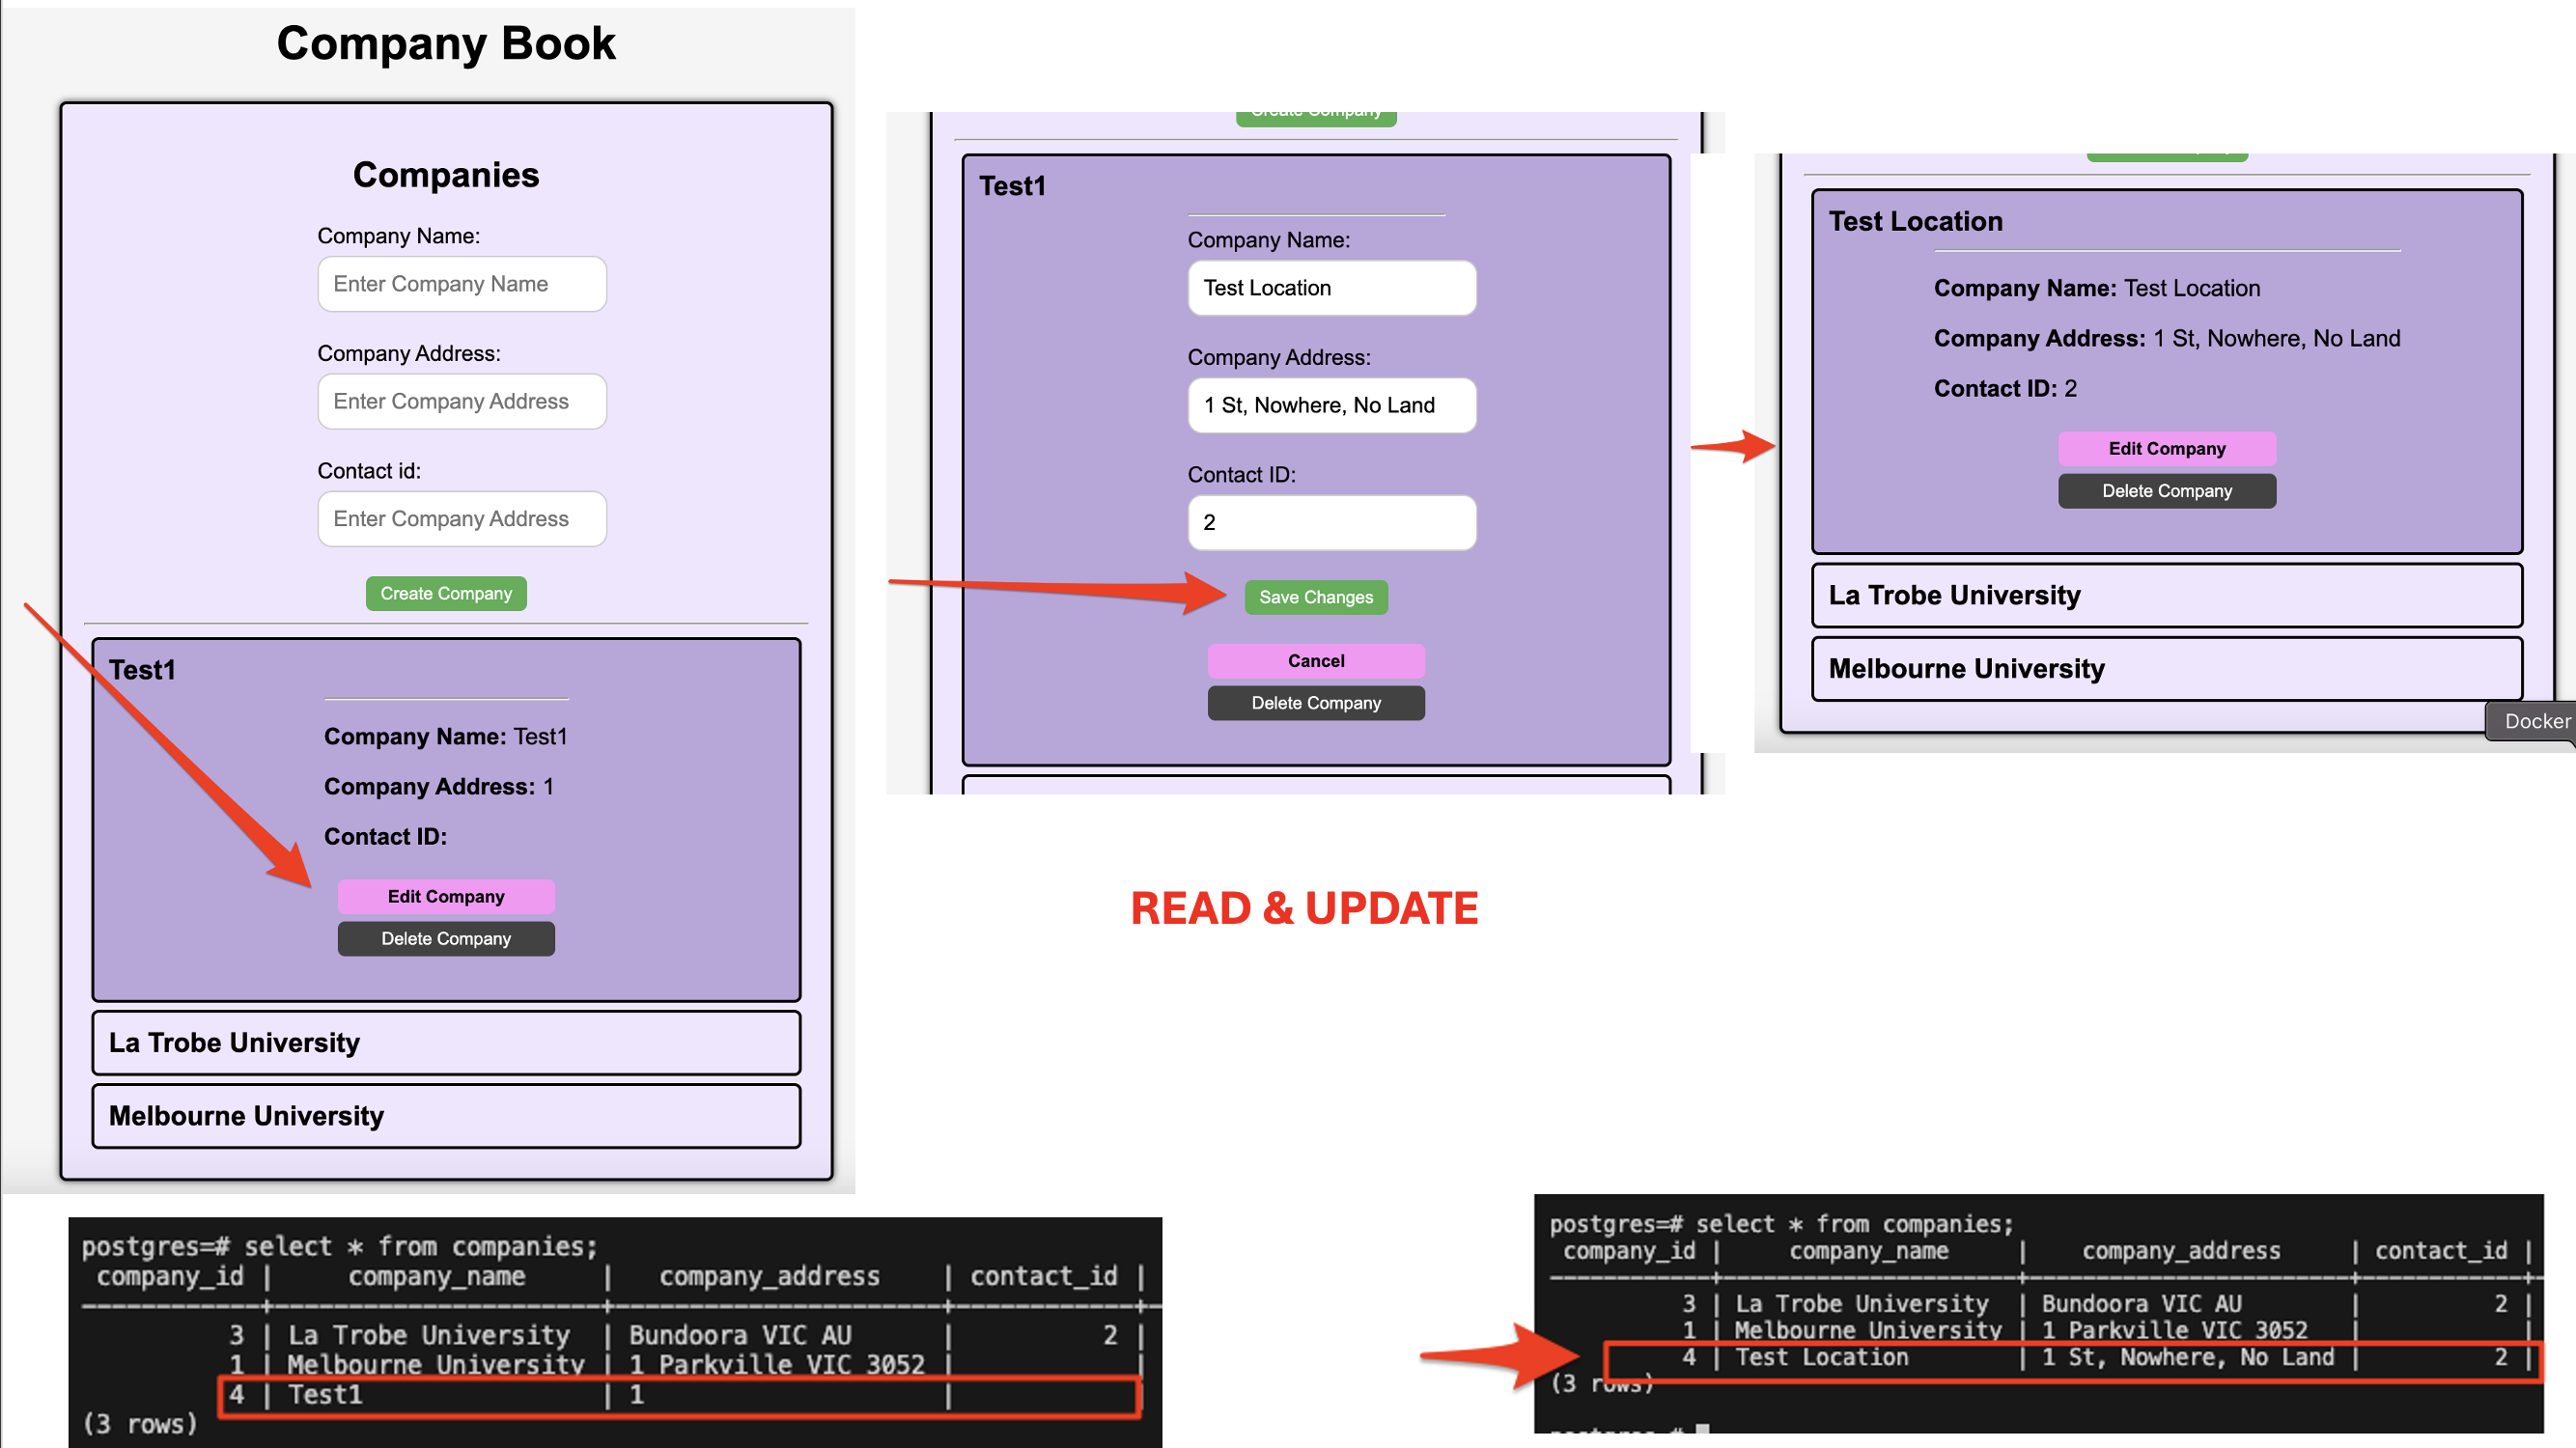 Company Book
Companies
Company Name:
Enter Company Name
Company Address:
Enter Company Address
Contact id:
Enter Company Address
Create Company
Test1
Company Name: Test1
Company Address: 1
Contact ID:
Edit Company
Delete Company
La Trobe University
Melbourne University
Create Company
Test1
Company Name:
Test Location
Company Address:
1 St, Nowhere, No Land
Contact ID:
2
Save Changes
Cancel
Delete Company
Test Location
Company Name: Test Location
Company Address: 1 St, Nowhere, No Land
Contact ID: 2
Edit Company
Delete Company
La Trobe University
Melbourne University
Docker
READ & UPDATE
postgres=# select * from companies;
company_id | company_name | company_address | contact_id |
3 | La Trobe University | Bundoora VIC AU | 2 |
1 | Melbourne University | 1 Parkville VIC 3052 | |
4 | Test1 | 1 | |
(3 rows)
postgres=# select * from companies;
company_id | company_name | company_address | contact_id |
3 | La Trobe University | Bundoora VIC AU | 2 |
1 | Melbourne University | 1 Parkville VIC 3052 | |
4 | Test Location | 1 St, Nowhere, No Land | 2 |
(3 rows)